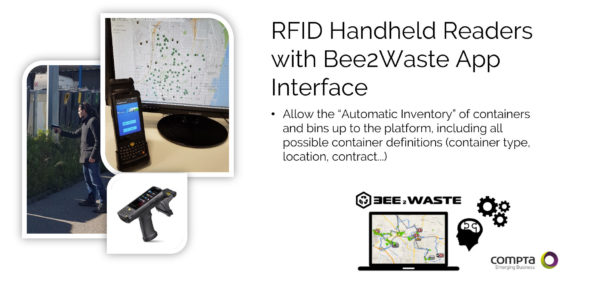 RFID Handheld Readers
with Bee2Waste App
Interface
• Allow the “Automatic Inventory” of containers
and bins up to the platform, including all
possible container definitions (container type,
location, contract...)
BEE2WASTE
compta
Emerging Business